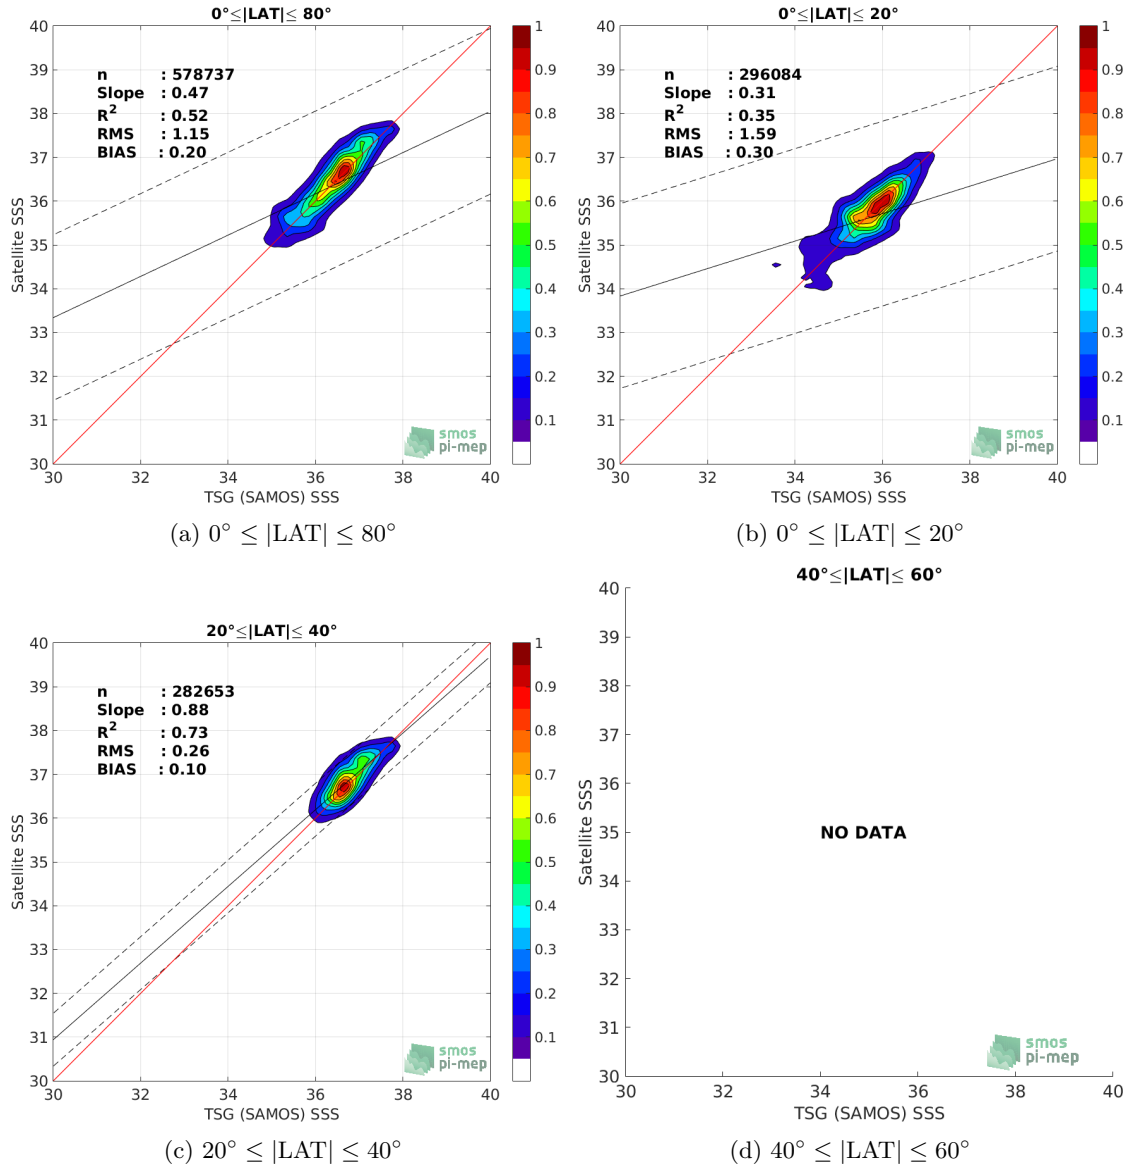 0°≤|LAT|≤ 80°
n : 578737
Slope : 0.47
R2 : 0.52
RMS : 1.15
BIAS : 0.20
Satellite SSS
40
39
38
37
36
35
34
33
32
31
30
30 32 34 36 38 40
TSG (SAMOS) SSS
1
0.9
0.8
0.7
0.6
0.5
0.4
0.3
0.2
0.1
smos
pi-mep
(a) 0° ≤ |LAT| ≤ 80°
0°≤|LAT|≤ 20°
n : 296084
Slope : 0.31
R2 : 0.35
RMS : 1.59
BIAS : 0.30
Satellite SSS
40
39
38
37
36
35
34
33
32
31
30
30 32 34 36 38 40
TSG (SAMOS) SSS
1
0.9
0.8
0.7
0.6
0.5
0.4
0.3
0.2
0.1
smos
pi-mep
(b) 0° ≤ |LAT| ≤ 20°
20°≤|LAT|≤ 40°
n : 282653
Slope : 0.88
R2 : 0.73
RMS : 0.26
BIAS : 0.10
Satellite SSS
40
39
38
37
36
35
34
33
32
31
30
30 32 34 36 38 40
TSG (SAMOS) SSS
1
0.9
0.8
0.7
0.6
0.5
0.4
0.3
0.2
0.1
smos
pi-mep
(c) 20° ≤ |LAT| ≤ 40°
40°≤|LAT|≤ 60°
NO DATA
Satellite SSS
40
39
38
37
36
35
34
33
32
31
30
30 32 34 36 38 40
TSG (SAMOS) SSS
smos
pi-mep
(d) 40° ≤ |LAT| ≤ 60°